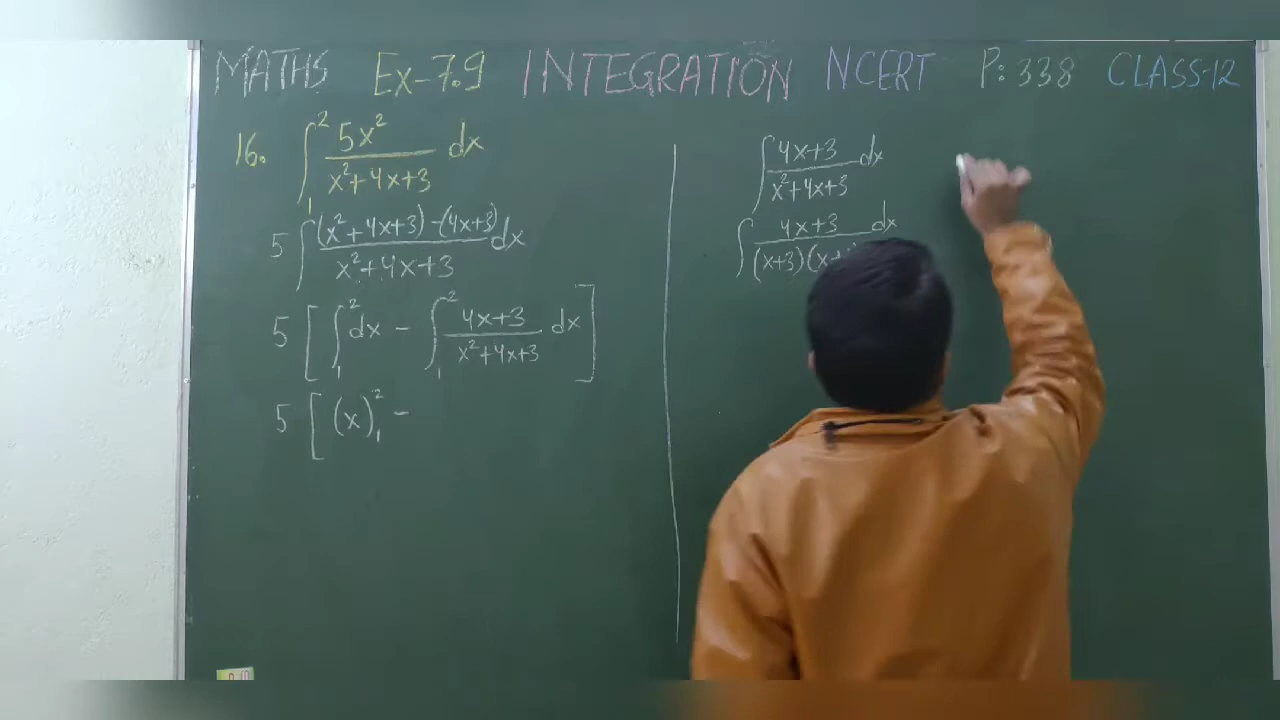 MATHS Ex-7.9 INTEGRATION NCERT P: 338 CLASS-12
16. ∫₁² 5x² / (x²+4x+3) dx
5 ∫ (x²+4x+3) - (4x+3) / x²+4x+3 dx
5 [ ∫₁² dx - ∫₁² 4x+3 / x²+4x+3 dx ]
5 [ (x)₁² -
∫ 4x+3 / x²+4x+3 dx
∫ 4x+3 / (x+3)(x+ dx